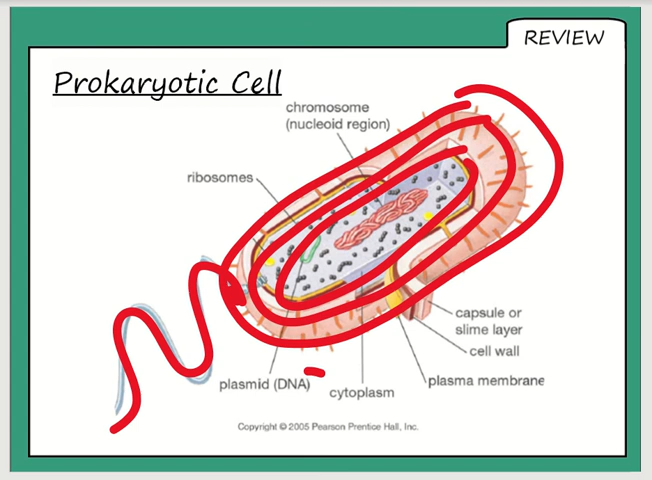 REVIEW
Prokaryotic Cell
chromosome
(nucleoid region)
ribosomes
capsule or
slime layer
cell wall
plasma membrane
plasmid (DNA)
cytoplasm
Copyright © 2005 Pearson Prentice Hall, Inc.